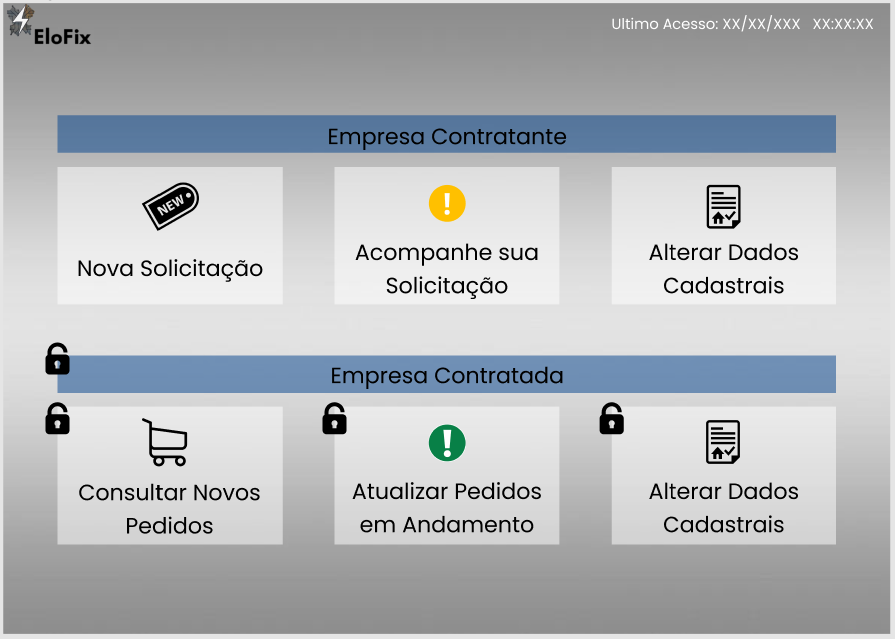 EloFix
Ultimo Acesso: XX/XX/XXX XX:XX:XX
Empresa Contratante
NEW
Nova Solicitação
Acompanhe sua
Solicitação
Alterar Dados
Cadastrais
Empresa Contratada
Consultar Novos
Pedidos
Atualizar Pedidos
em Andamento
Alterar Dados
Cadastrais